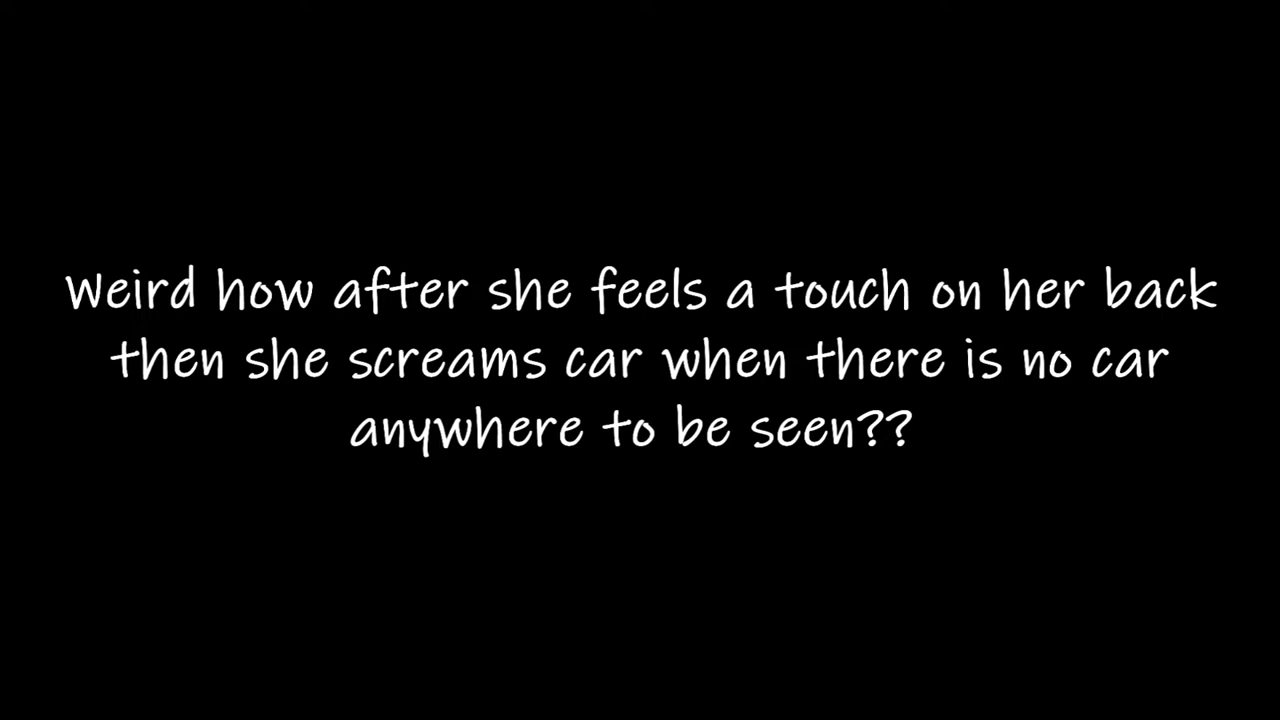 Weird how after she feels a touch on her back
then she screams car when there is no car
anywhere to be seen??